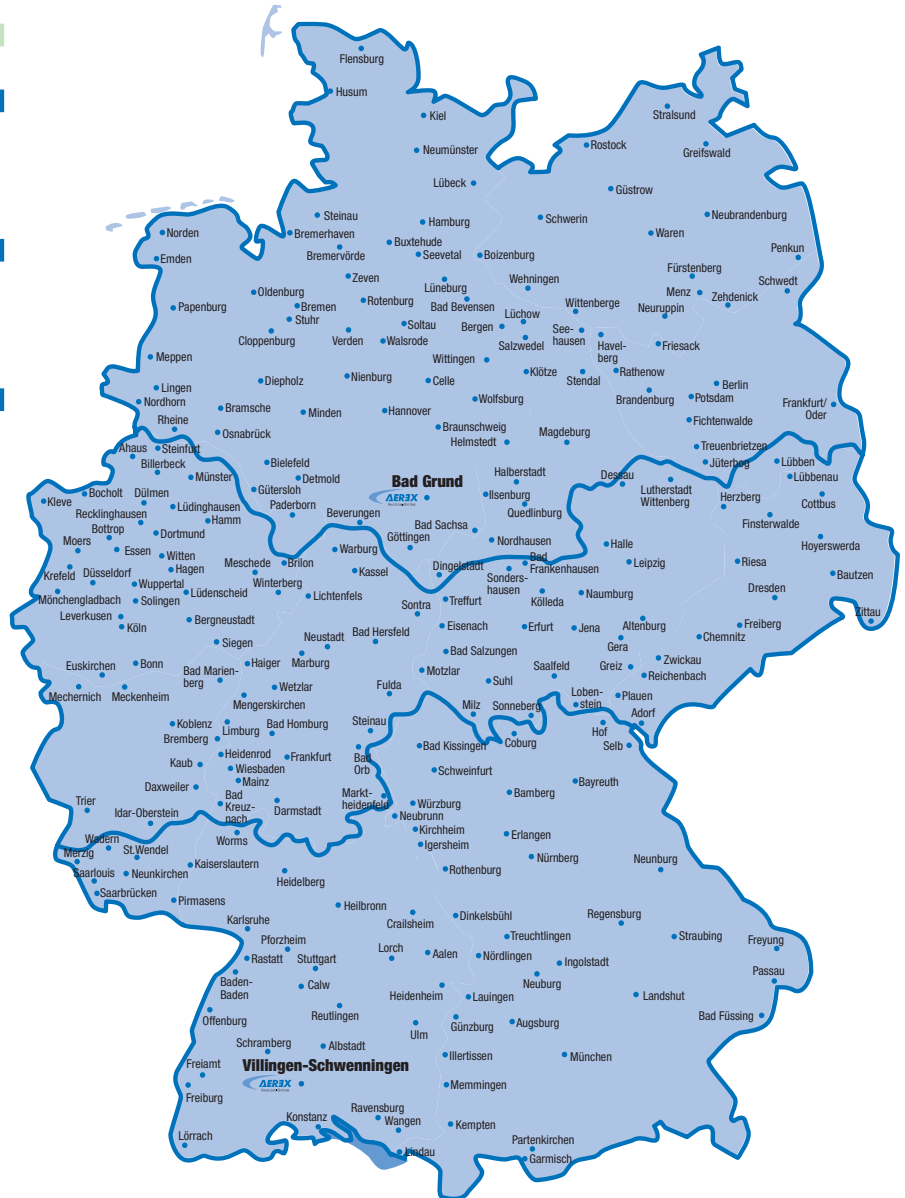 Flensburg
Husum
Kiel
Stralsund
Neumünster
Rostock
Greifswald
Lübeck
Güstrow
Steinau
Hamburg
Schwerin
Neubrandenburg
Norden
Bremerhaven
Waren
Buxtehude
Bremervörde
Seevetal
Boizenburg
Penkun
Emden
Fürstenberg
Zeven
Lüneburg
Wehningen
Schwedt
Oldenburg
Menz
Zehdenick
Rotenburg
Bad Bevensen
Wittenberge
Papenburg
Bremen
Neuruppin
Lüchow
Stuhr
Soltau
Bergen
See-
hausen
Havel-
berg
Cloppenburg
Verden
Walsrode
Salzwedel
Friesack
Meppen
Wittingen
Klötze
Rathenow
Nienburg
Diepholz
Celle
Stendal
Berlin
Lingen
Brandenburg
Potsdam
Nordhorn
Wolfsburg
Frankfurt/
Oder
Bramsche
Minden
Hannover
Rheine
Fichtenwalde
Braunschweig
Osnabrück
Helmstedt
Magdeburg
Treuenbrietzen
Ahaus
Steinfurt
Billerbeck
Bielefeld
Jüterbog
Lübben
Münster
Detmold
Halberstadt
Dessau
Lübbenau
Bad Grund
AEREX
Lutherstadt
Wittenberg
Kleve
Bocholt
Dülmen
Gütersloh
Ilsenburg
Herzberg
Cottbus
Lüdinghausen
Paderborn
Quedlinburg
Recklinghausen
Beverungen
Finsterwalde
Hamm
Bad Sachsa
Bottrop
Dortmund
Göttingen
Nordhausen
Halle
Hoyerswerda
Moers
Essen
Warburg
Witten
Meschede
Brilon
Bad
Frankenhausen
Leipzig
Riesa
Krefeld
Düsseldorf
Hagen
Kassel
Dingelstadt
Sonders-
hausen
Bautzen
Wuppertal
Winterberg
Dresden
Mönchengladbach
Solingen
Lüdenscheid
Lichtenfels
Treffurt
Kölleda
Naumburg
Sontra
Leverkusen
Bergneustadt
Zittau
Köln
Eisenach
Erfurt
Jena
Altenburg
Freiberg
Neustadt
Bad Hersfeld
Chemnitz
Siegen
Gera
Bad Salzungen
Zwickau
Euskirchen
Bonn
Haiger
Marburg
Saalfeld
Greiz
Bad Marien-
berg
Motzlar
Reichenbach
Mechernich
Meckenheim
Wetzlar
Fulda
Suhl
Loben-
stein
Plauen
Mengerskirchen
Milz
Sonneberg
Adorf
Koblenz
Limburg
Bad Homburg
Steinau
Hof
Bremberg
Bad Kissingen
Coburg
Selb
Heidenrod
Frankfurt
Bad
Orb
Kaub
Wiesbaden
Schweinfurt
Mainz
Bayreuth
Daxweiler
Bad
Kreuz-
nach
Markt-
heidenfeld
Bamberg
Trier
Darmstadt
Würzburg
Idar-Oberstein
Neubrunn
Kirchheim
Wadern
Worms
Erlangen
Igersheim
Merzig
St.Wendel
Nürnberg
Neunburg
Kaiserslautern
Saarlouis
Neunkirchen
Rothenburg
Heidelberg
Saarbrücken
Pirmasens
Heilbronn
Karlsruhe
Dinkelsbühl
Regensburg
Crailsheim
Pforzheim
Treuchtlingen
Straubing
Freyung
Lorch
Rastatt
Stuttgart
Aalen
Nördlingen
Ingolstadt
Passau
Baden-
Baden
Calw
Neuburg
Heidenheim
Lauingen
Landshut
Offenburg
Reutlingen
Bad Füssing
Günzburg
Augsburg
Ulm
Schramberg
Albstadt
Illertissen
München
Freiamt
Villingen-Schwenningen
AEREX
Memmingen
Freiburg
Ravensburg
Konstanz
Wangen
Kempten
Lörrach
Partenkirchen
Lindau
Garmisch